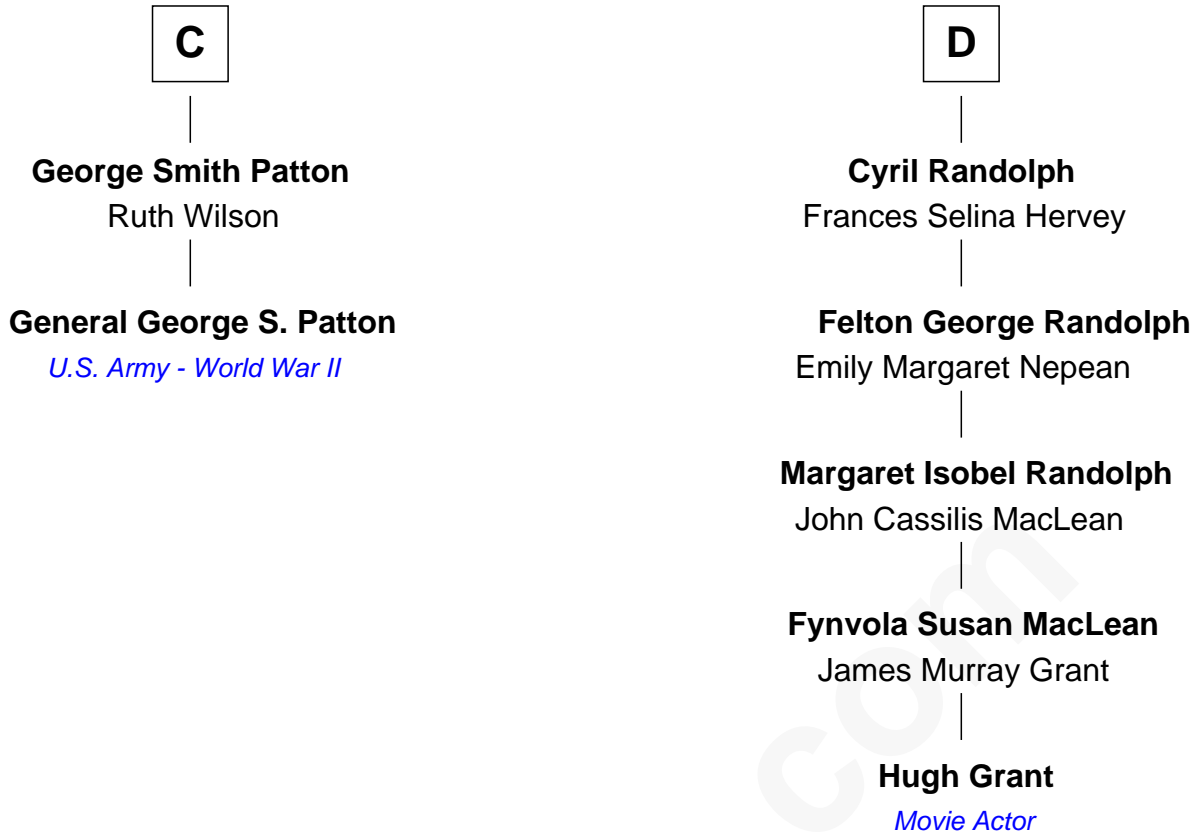 C
George Smith Patton
Ruth Wilson
General George S. Patton
U.S. Army - World War II
D
Cyril Randolph
Frances Selina Hervey
Felton George Randolph
Emily Margaret Nepean
Margaret Isobel Randolph
John Cassilis MacLean
Fynvola Susan MacLean
James Murray Grant
Hugh Grant
Movie Actor
com